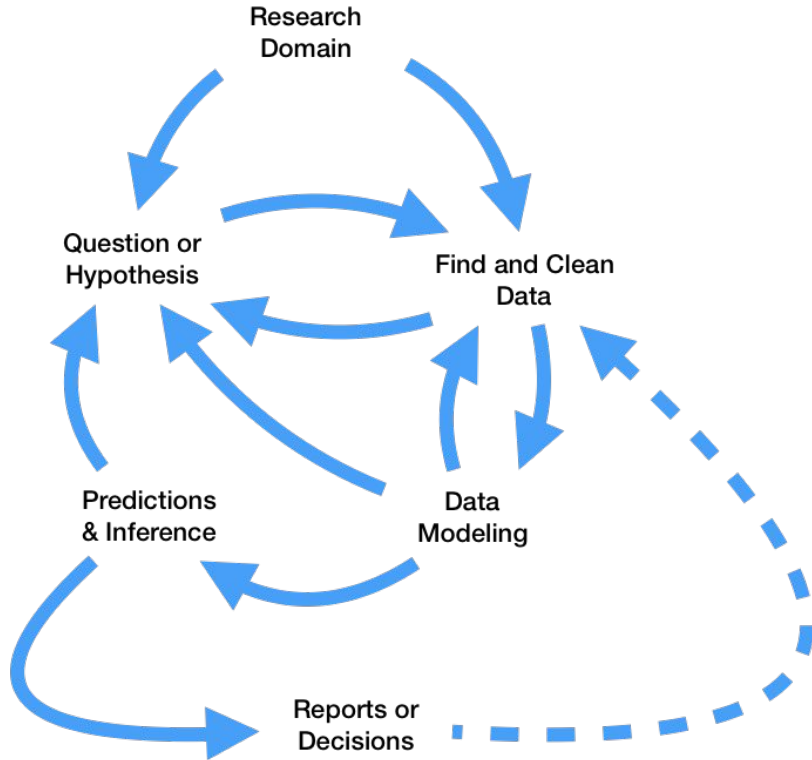 Research
Domain
Question or
Hypothesis
Find and Clean
Data
Predictions
& Inference
Data
Modeling
Reports or
Decisions